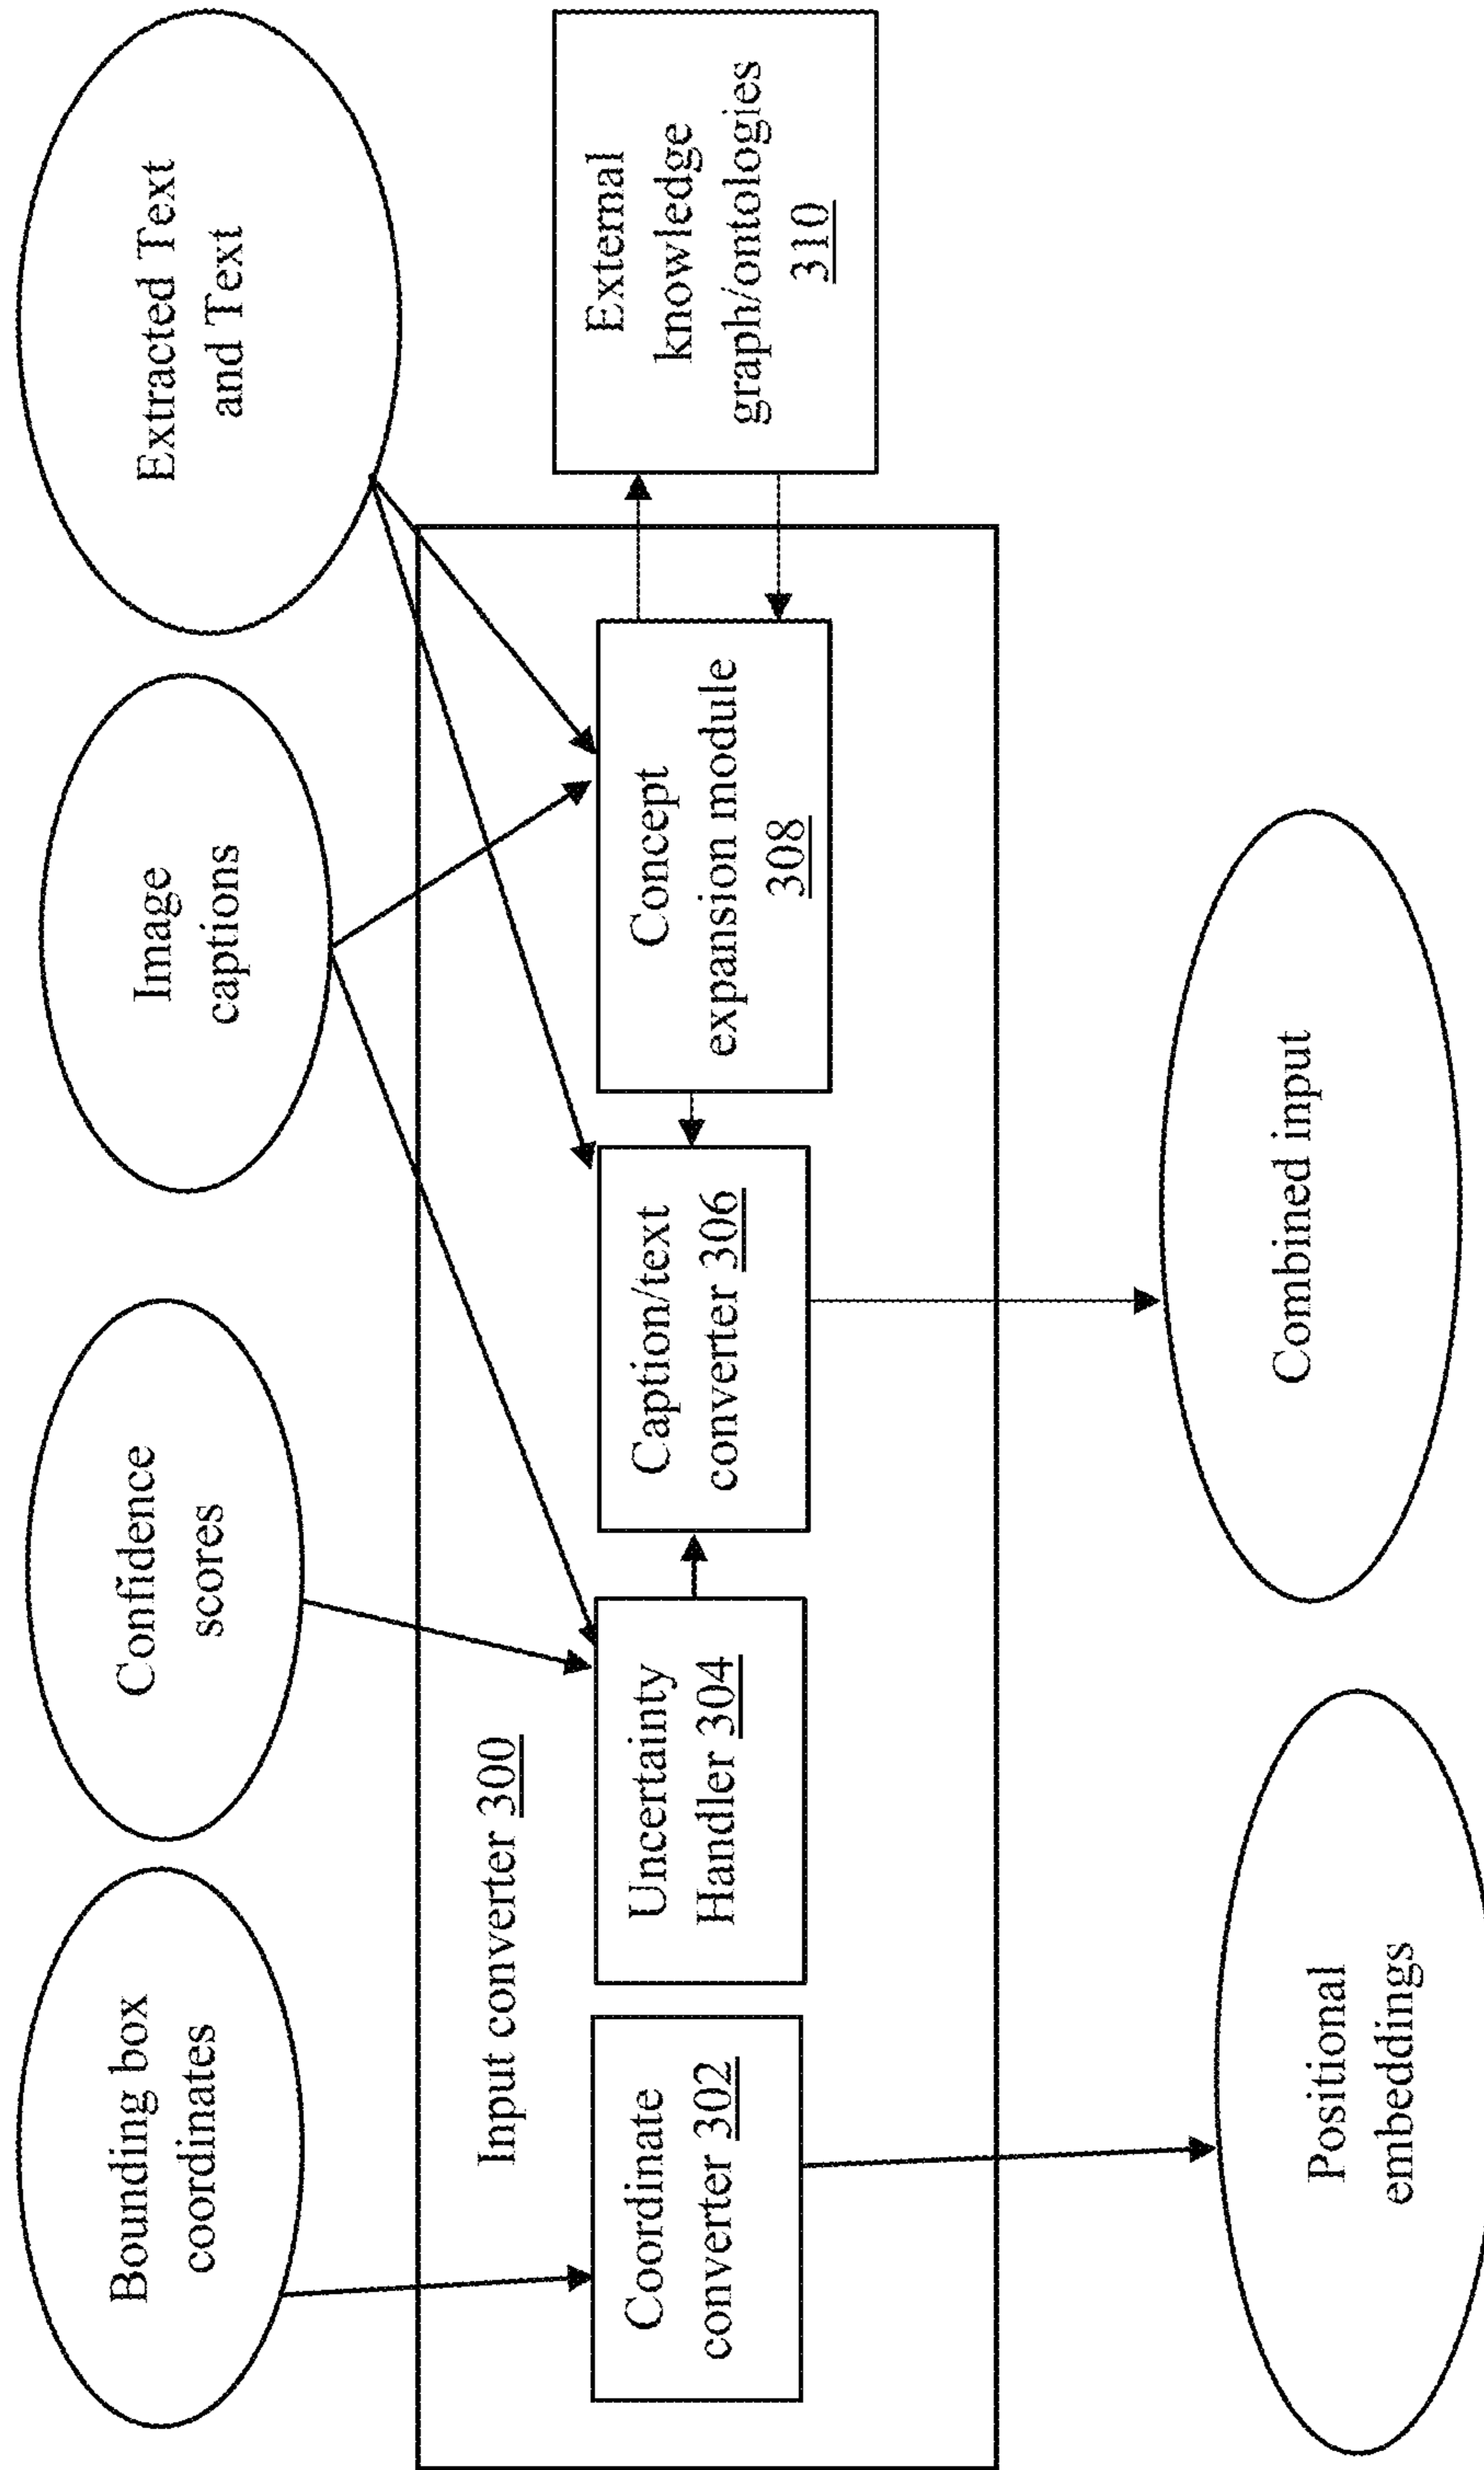 Bounding box
coordinates
Confidence
scores
Image
captions
Extracted Text
and Text
Input converter 300
Coordinate
converter 302
Uncertainty
Handler 304
Caption/text
converter 306
Concept
expansion module
308
External
knowledge
graph/ontologies
310
Positional
embeddings
Combined input